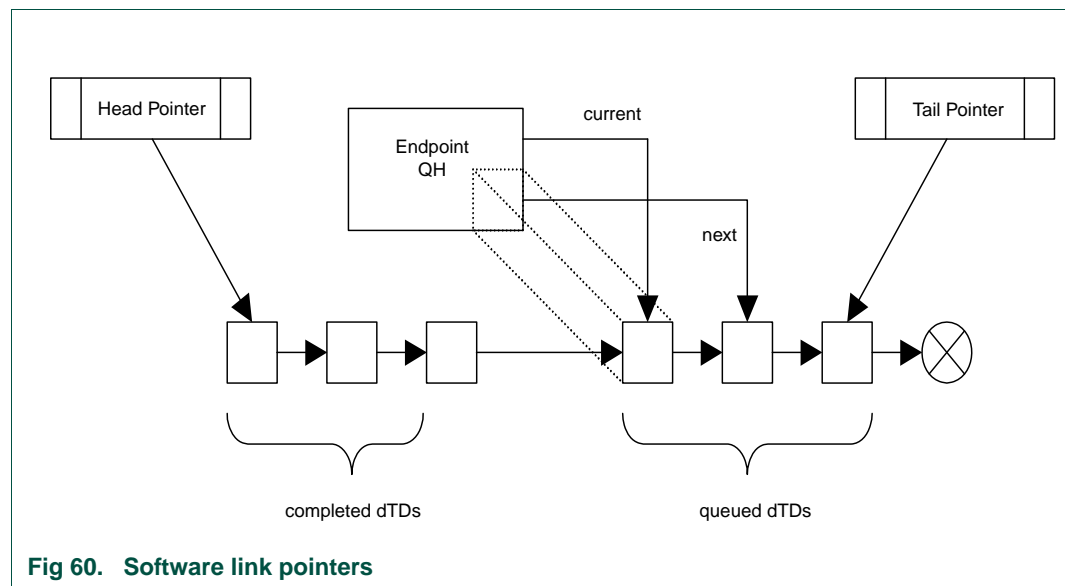 Head Pointer
Endpoint
QH
current
Tail Pointer
next
completed dTDs
queued dTDs
Fig 60. Software link pointers